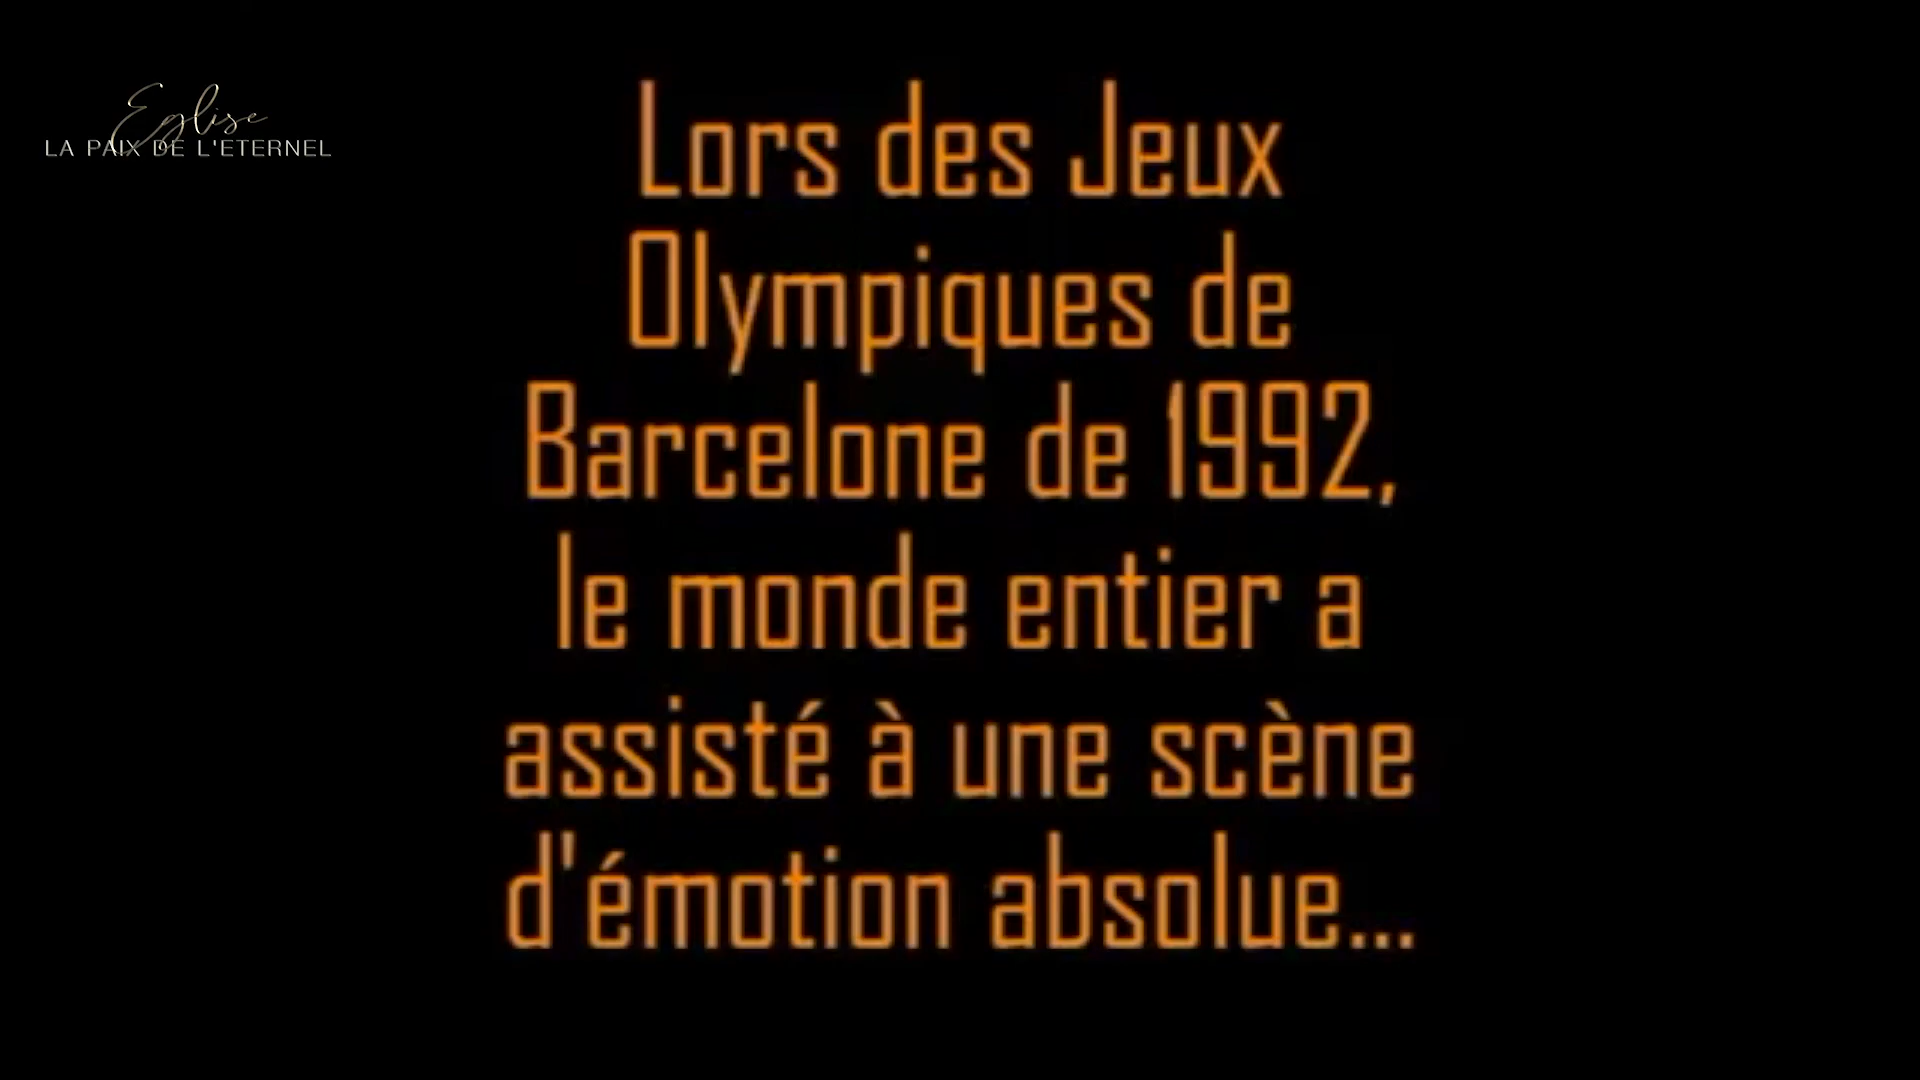 Eglise
LA PAIX DE L'ETERNEL
Lors des Jeux
Olympiques de
Barcelone de 1992,
le monde entier a
assisté à une scène
d'émotion absolue...